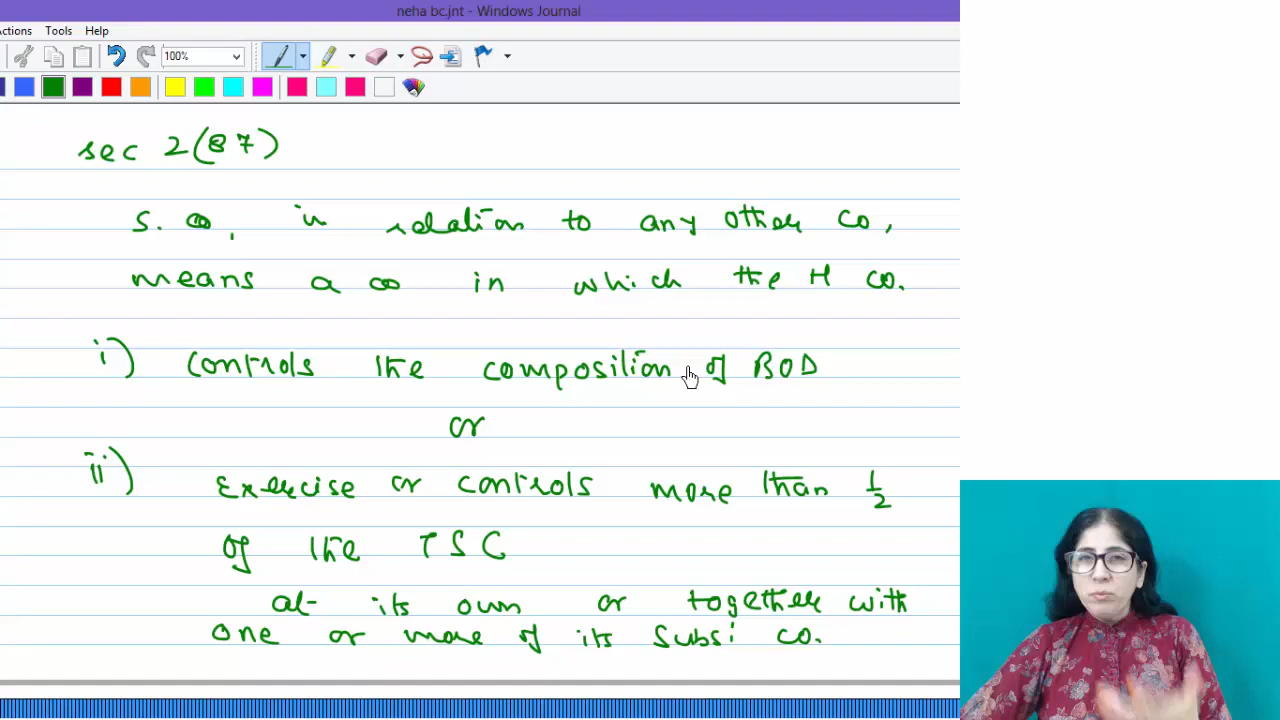 neha bc.jnt - Windows Journal
Actions Tools Help
100%
sec 2(87)
S. co, in relation to any other co,
means a co in which the H co.
i) controls the composition of BOD
or
ii) Exercise or controls more than 1/2
of the TSC
at its own or together with
one or more of its Subsi co.